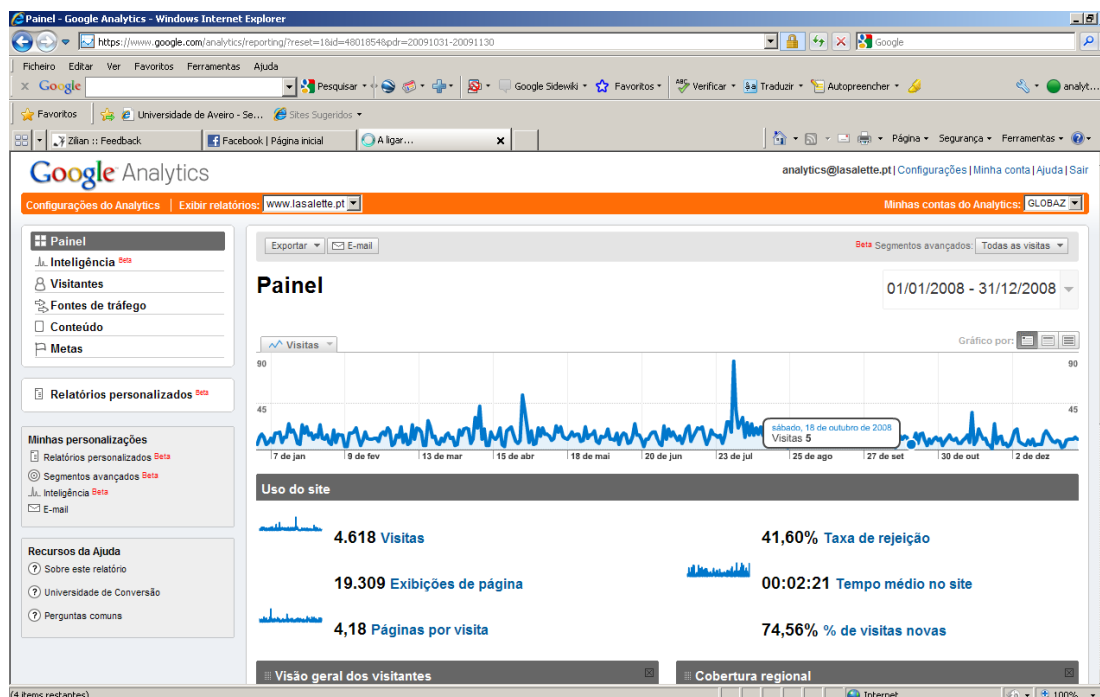 Painel - Google Analytics - Windows Internet Explorer
https://www.google.com/analytics/reporting/?reset=1&id=4801854&pdr=20091031-20091130
Google
Ficheiro Editar Ver Favoritos Ferramentas Ajuda
Google Pesquisar Google Sidewiki Favoritos Verificar Traduzir Autopreencher analyt...
Favoritos Universidade de Aveiro - Se... Sites Sugeridos
Zilian :: Feedback Facebook | Página inicial A ligar... Página Segurança Ferramentas
Google Analytics
analytics@lasalette.pt | Configurações | Minha conta | Ajuda | Sair
Configurações do Analytics | Exibir relatórios: www.lasalette.pt Minhas contas do Analytics: GLOBAZ
Painel
Inteligência Beta
Visitantes
Fontes de tráfego
Conteúdo
Metas
Relatórios personalizados Beta
Minhas personalizações
Relatórios personalizados Beta
Segmentos avançados Beta
Inteligência Beta
E-mail
Recursos da Ajuda
Sobre este relatório
Universidade de Conversão
Perguntas comuns
Exportar E-mail Beta Segmentos avançados: Todas as visitas
Painel
01/01/2008 - 31/12/2008
Visitas Gráfico por:
90 90
45 45
sábado, 18 de outubro de 2008
Visitas 5
7 de jan 9 de fev 13 de mar 15 de abr 18 de mai 20 de jun 23 de jul 25 de ago 27 de set 30 de out 2 de dez
Uso do site
4.618 Visitas 41,60% Taxa de rejeição
19.309 Exibições de página 00:02:21 Tempo médio no site
4,18 Páginas por visita 74,56% % de visitas novas
Visão geral dos visitantes Cobertura regional
(4 items restantes) Internet 100%